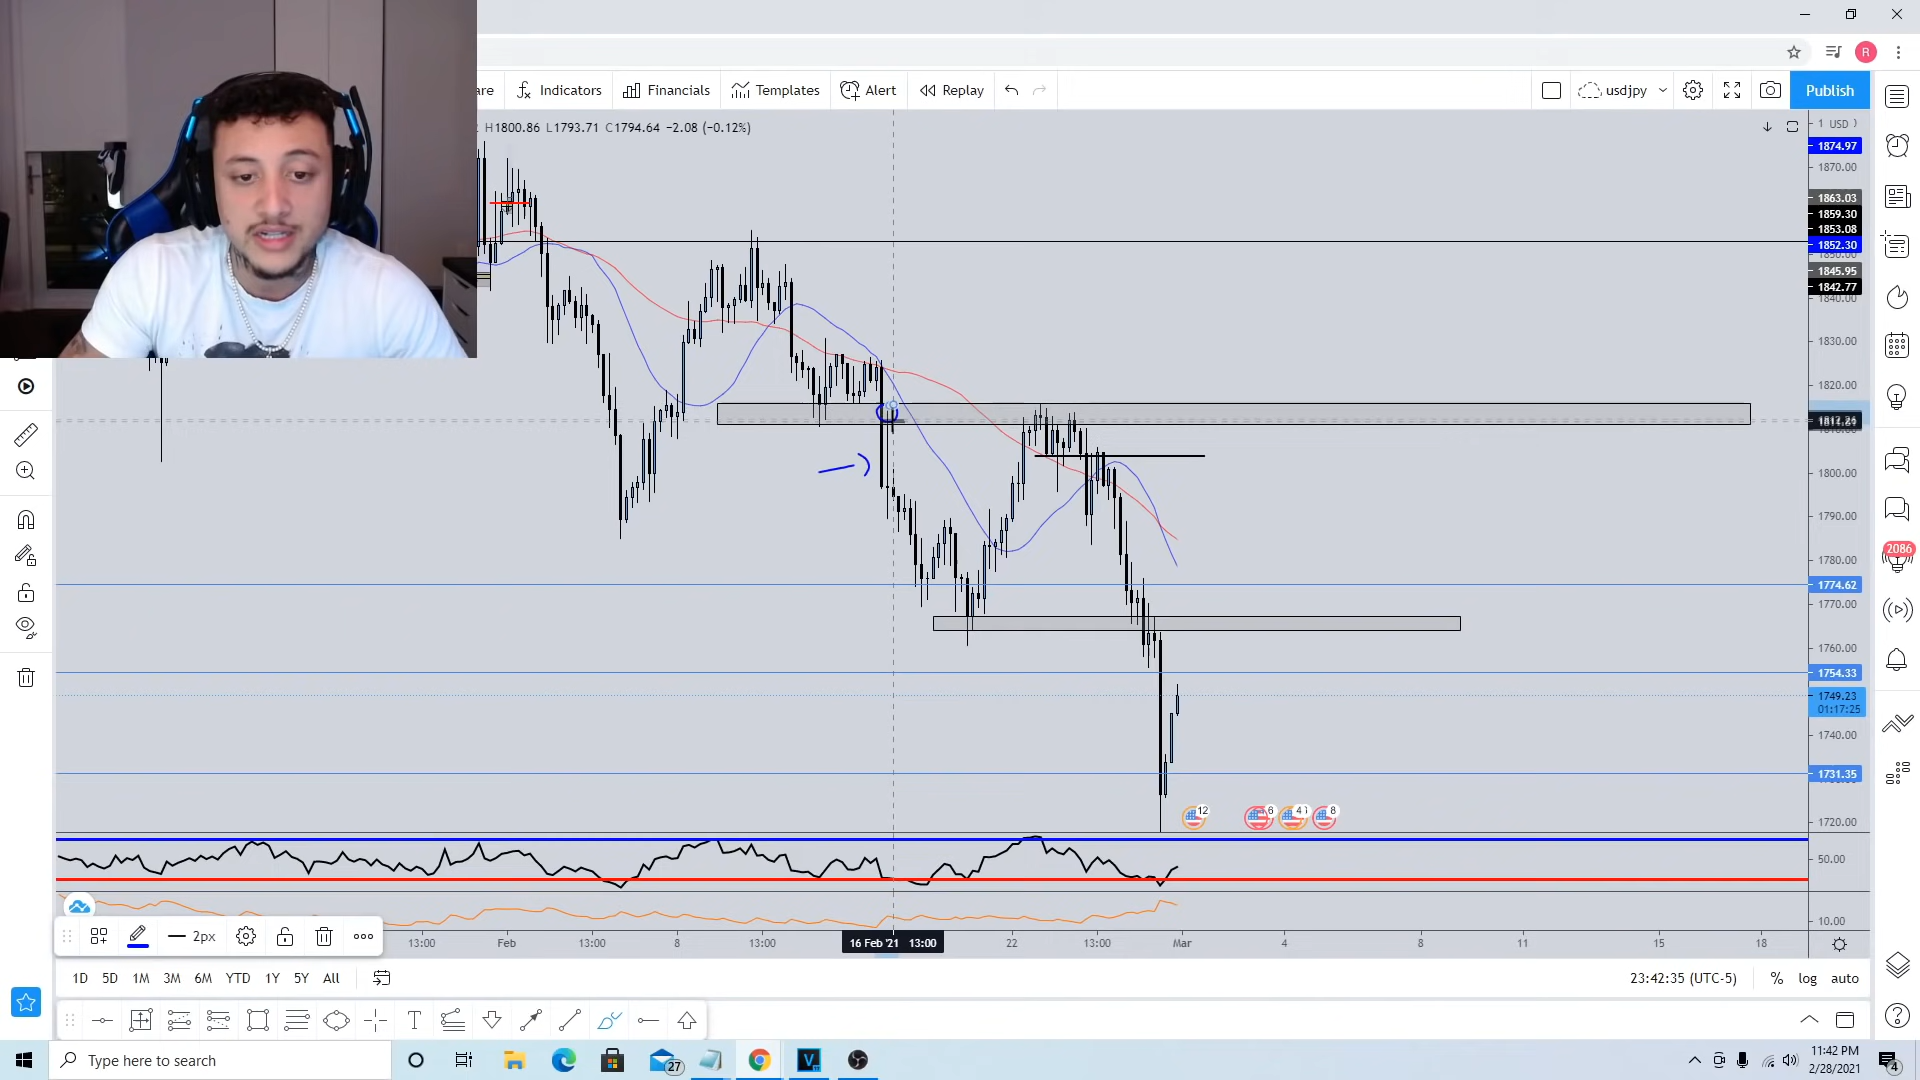 Indicators
Financials
Templates
Alert
Replay
usdjpy
Publish
H1800.86 L1793.71 C1794.64 −2.08 (−0.12%)
R
1 USD
1874.97
1870.00
1863.03
1859.30
1853.08
1852.30
1845.95
1842.77
1840.00
1830.00
1820.00
1800.00
1790.00
1780.00
1774.62
1770.00
1760.00
1754.33
1749.23
01:17:25
1740.00
1731.35
1720.00
50.00
10.00
2086
12
6
8
2px
13:00
Feb
13:00
8
13:00
16 Feb '21 13:00
22
13:00
Mar
4
8
11
15
18
1D 5D 1M 3M 6M YTD 1Y 5Y All
23:42:35 (UTC-5)
% log auto
T
Type here to search
27
V
11:42 PM
2/28/2021
4